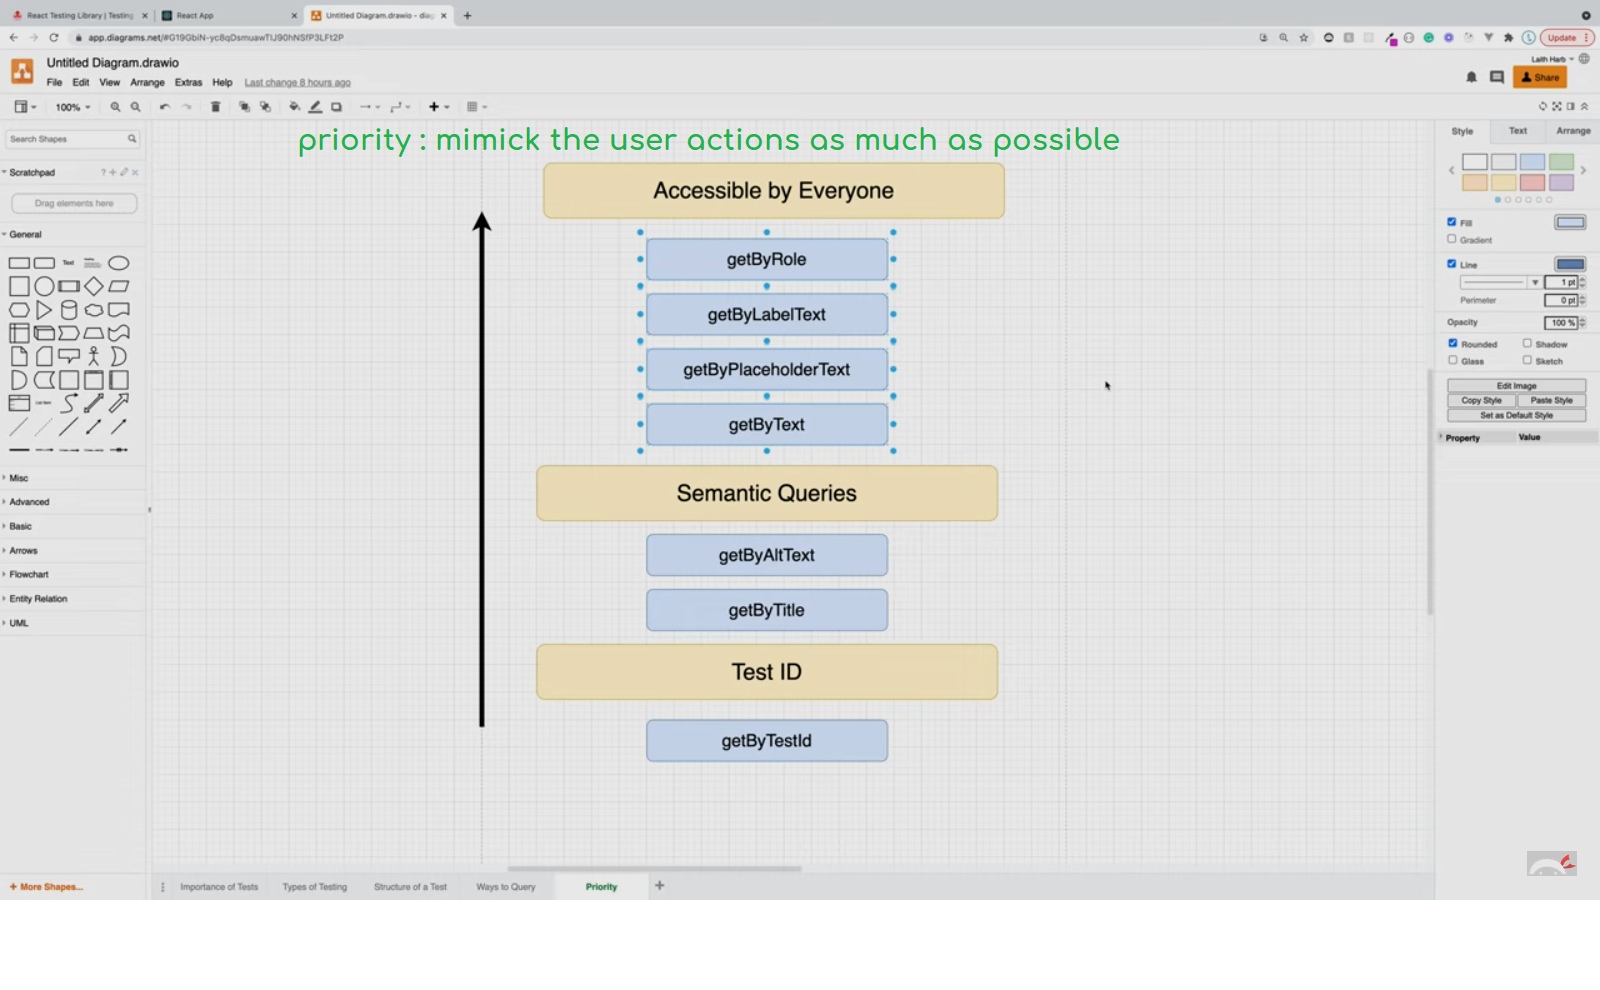 React Testing Library | Testing
React App
Untitled Diagram.drawio - diag
app.diagrams.net/#G19GbiN-yc8qDsmuawTlJ90hNSfP3LFt2P
Update
Untitled Diagram.drawio
Laith Harb
File Edit View Arrange Extras Help Last change 8 hours ago
Share
100%
priority : mimick the user actions as much as possible
Search Shapes
Scratchpad
Drag elements here
General
Text
Misc
Advanced
Basic
Arrows
Flowchart
Entity Relation
UML
+ More Shapes...
Accessible by Everyone
getByRole
getByLabelText
getByPlaceholderText
getByText
Semantic Queries
getByAltText
getByTitle
Test ID
getByTestId
Style Text Arrange
Fill
Gradient
Line
1 pt
Perimeter 0 pt
Opacity 100 %
Rounded Shadow
Glass Sketch
Edit Image
Copy Style Paste Style
Set as Default Style
Property Value
Importance of Tests Types of Testing Structure of a Test Ways to Query Priority